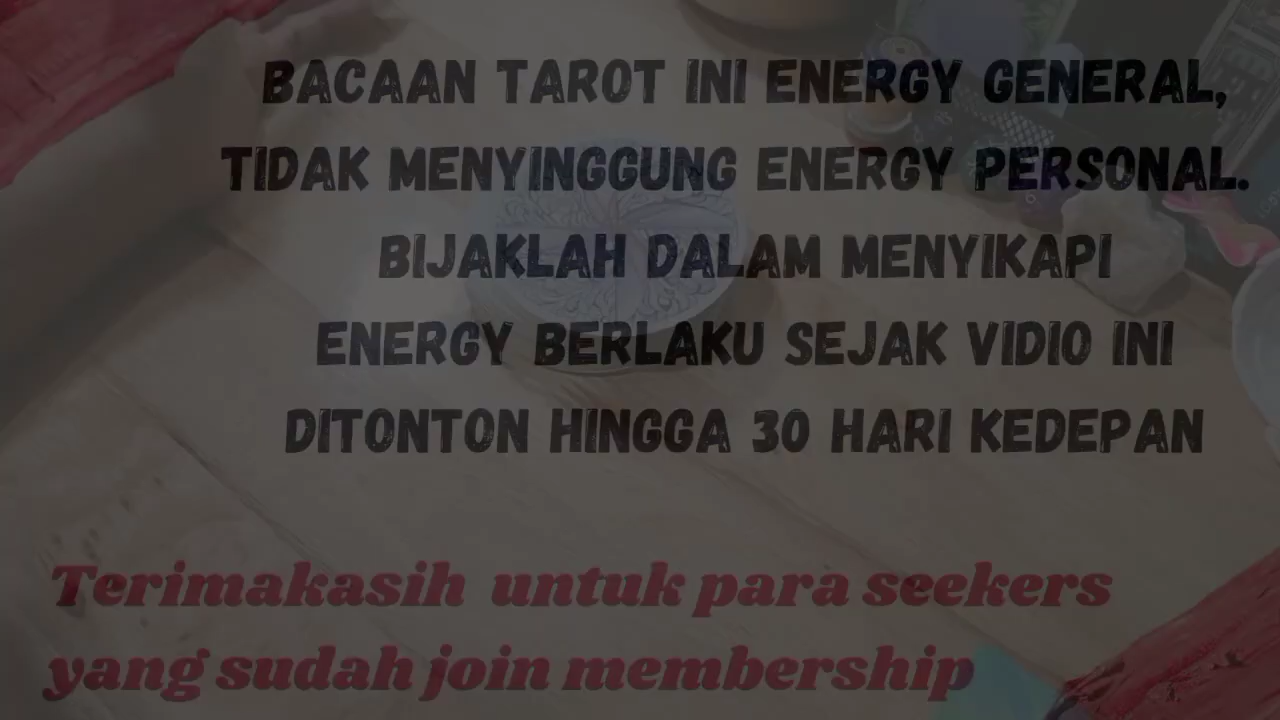 BACAAN TAROT INI ENERGY GENERAL,
TIDAK MENYINGGUNG ENERGY PERSONAL.
BIJAKLAH DALAM MENYIKAPI
ENERGY BERLAKU SEJAK VIDIO INI
DITONTON HINGGA 30 HARI KEDEPAN
Terimakasih untuk para seekers
yang sudah join membership